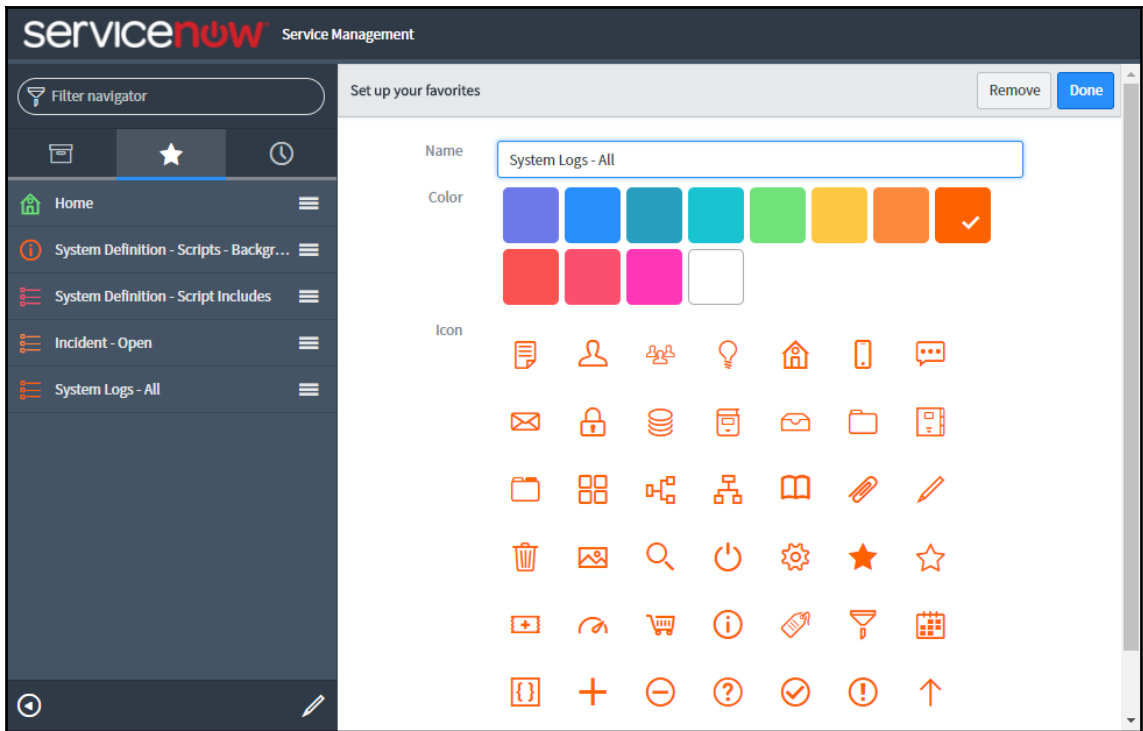 servicenow Service Management
Filter navigator
Set up your favorites
Remove
Done
Home
System Definition - Scripts - Backgr...
System Definition - Script Includes
Incident - Open
System Logs - All
Name
System Logs - All
Color
Icon